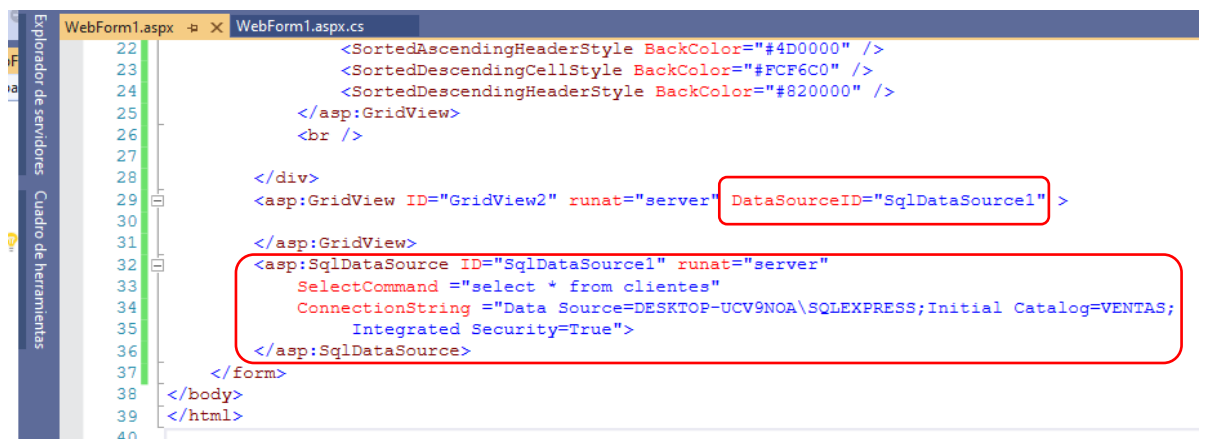 WebForm1.aspx WebForm1.aspx.cs
Explorador de servidores
Cuadro de herramientas
22 <SortedAscendingHeaderStyle BackColor="#4D0000" />
23 <SortedDescendingCellStyle BackColor="#FCF6C0" />
24 <SortedDescendingHeaderStyle BackColor="#820000" />
25 </asp:GridView>
26 <br />
27
28 </div>
29 <asp:GridView ID="GridView2" runat="server" DataSourceID="SqlDataSource1" >
30
31 </asp:GridView>
32 <asp:SqlDataSource ID="SqlDataSource1" runat="server"
33 SelectCommand ="select * from clientes"
34 ConnectionString ="Data Source=DESKTOP-UCV9NOA\SQLEXPRESS;Initial Catalog=VENTAS;
35 Integrated Security=True">
36 </asp:SqlDataSource>
37 </form>
38 </body>
39 </html>
40